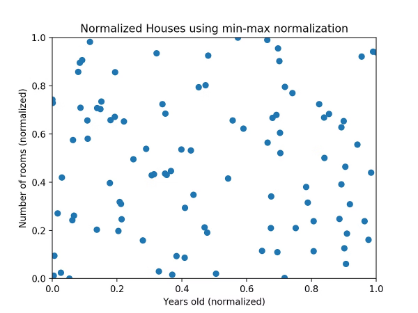 Normalized Houses using min-max normalization
1.0
0.8
0.6
0.4
0.2
0.0
Number of rooms (normalized)
0.0 0.2 0.4 0.6 0.8 1.0
Years old (normalized)